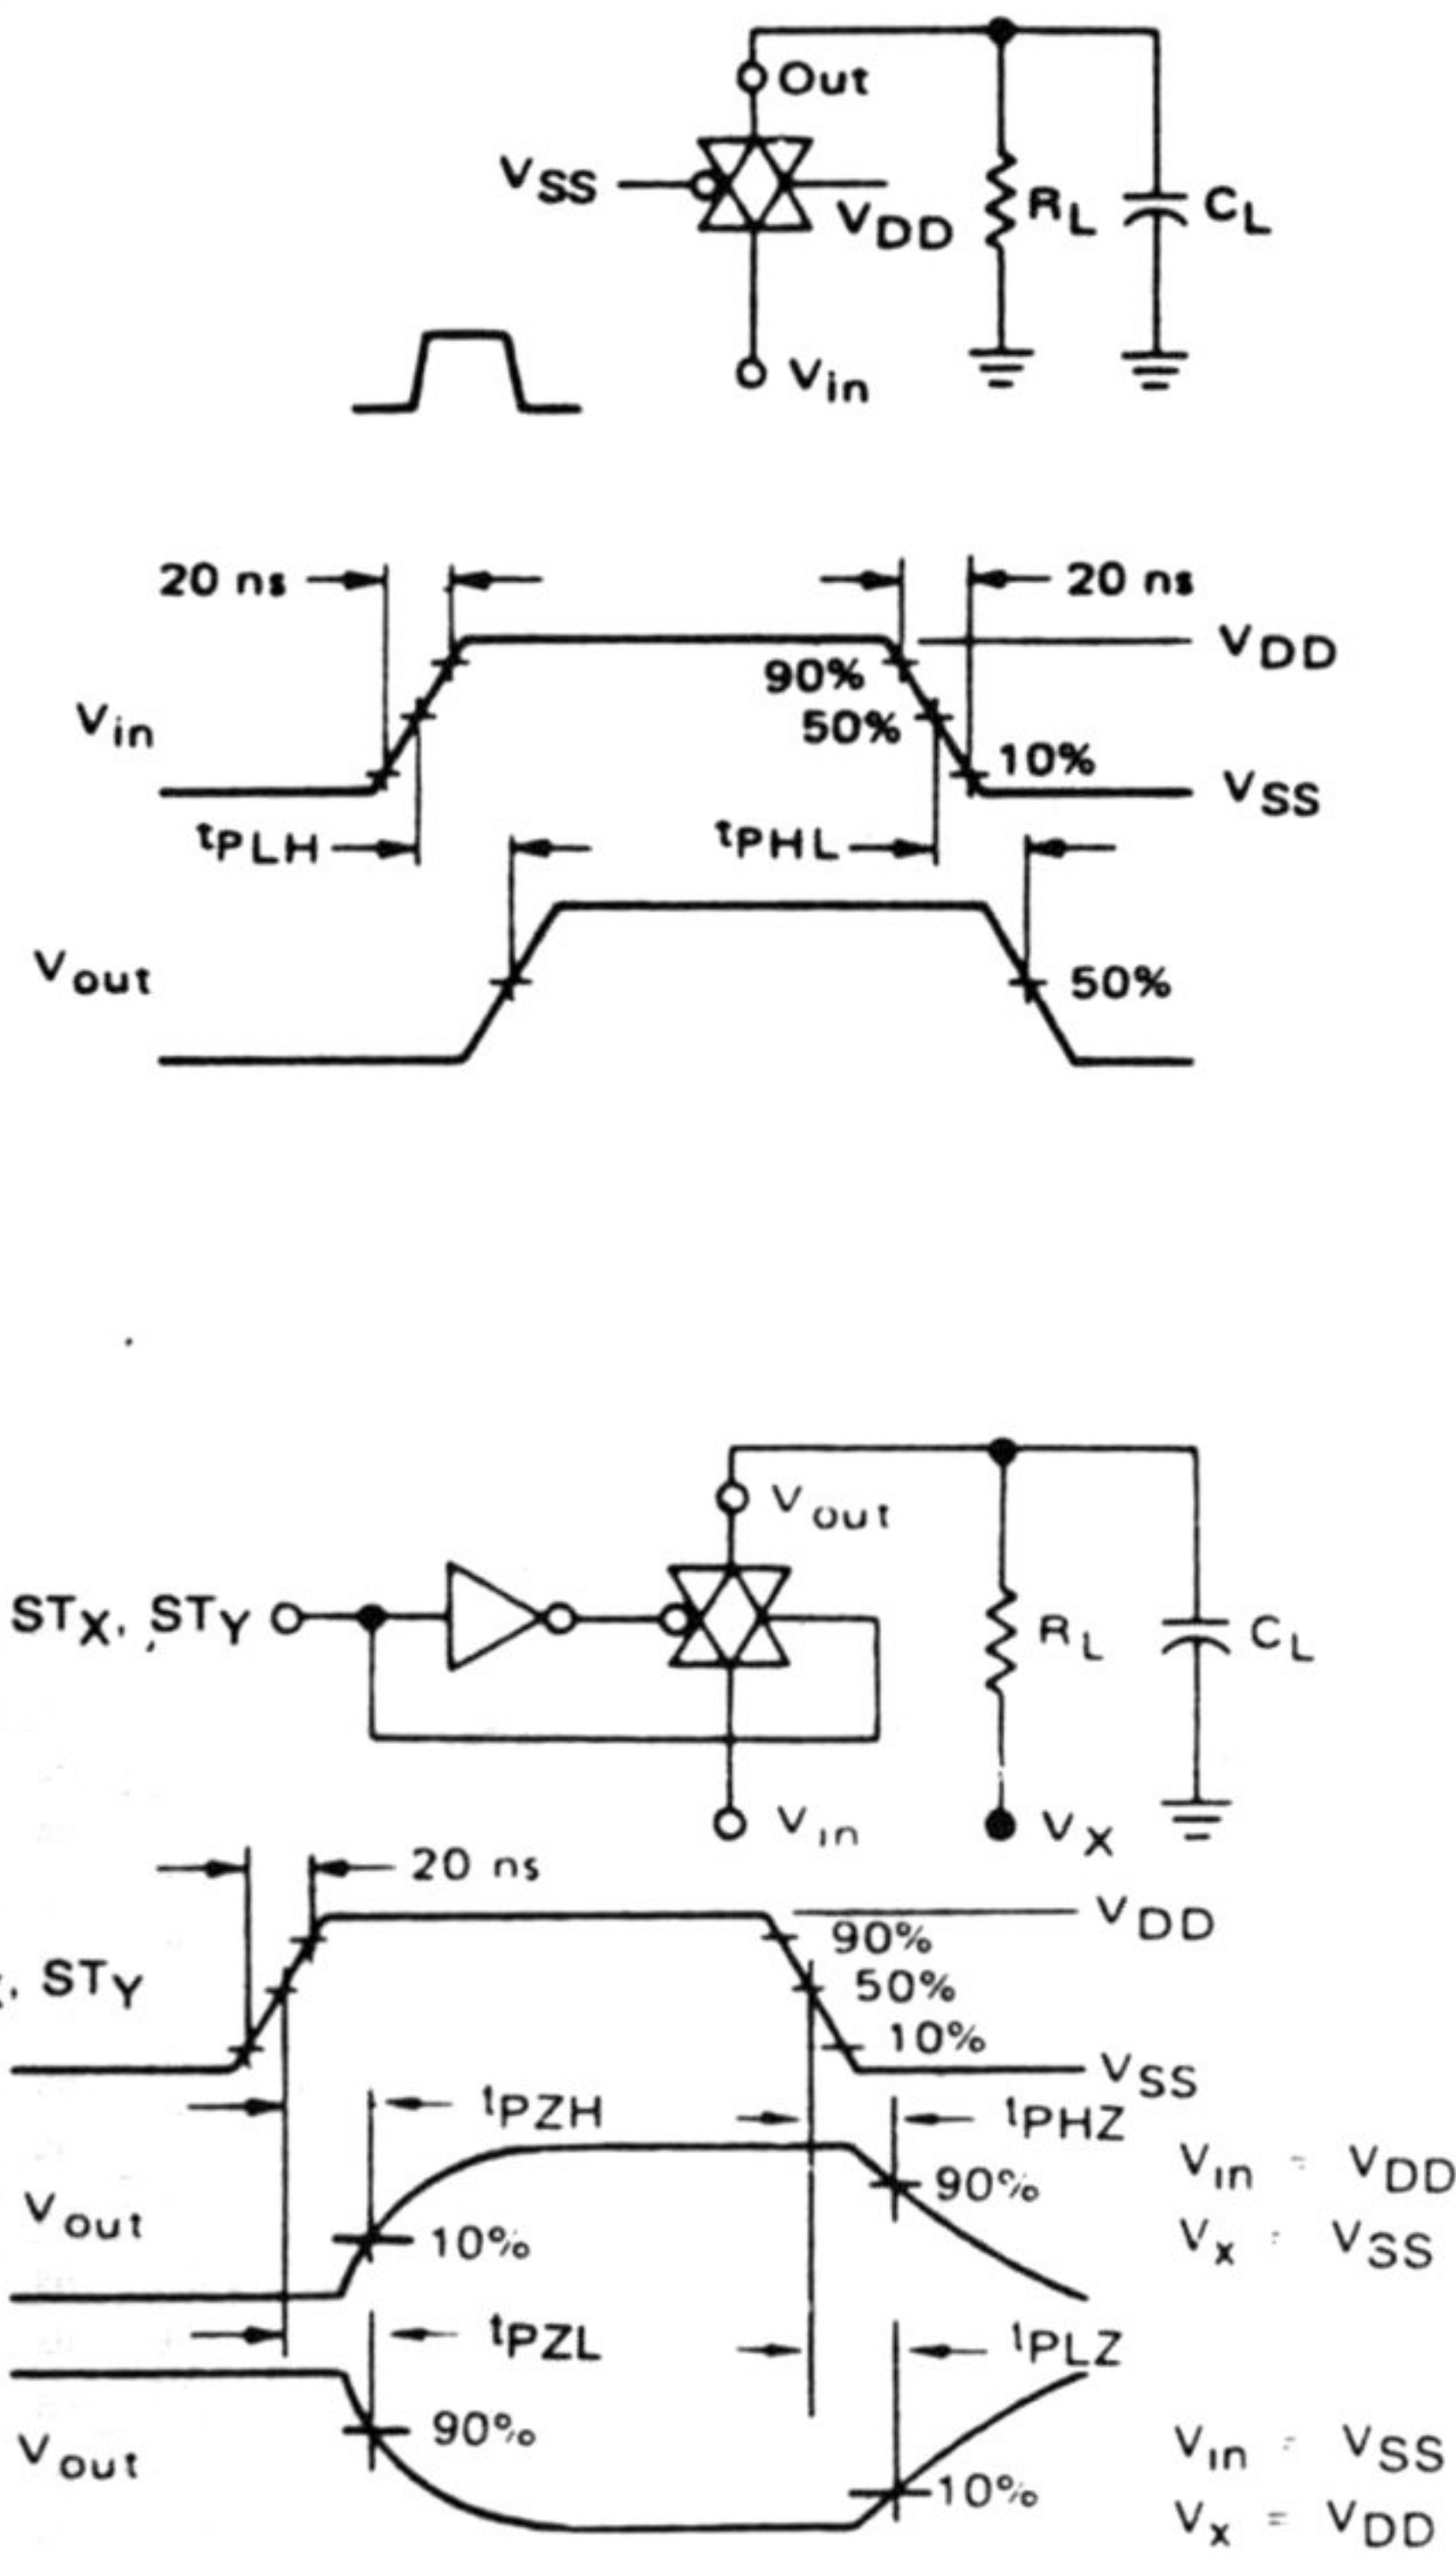 Out
VSS
VDD
RL
CL
Vin
20 ns
20 ns
VDD
90%
50%
Vin
10%
VSS
tPLH
tPHL
Vout
50%
Vout
STX, STY
RL
CL
Vin
VX
20 ns
VDD
90%
, STY
50%
10%
VSS
tPZH
tPHZ
Vin = VDD
90%
Vout
10%
Vx = VSS
tPZL
tPLZ
90%
Vin = VSS
Vout
10%
Vx = VDD